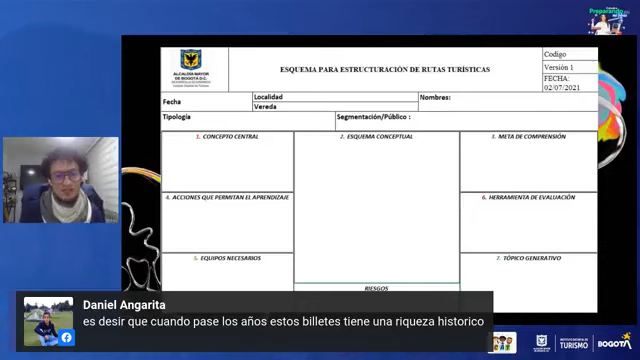 Preparando
ALCALDÍA MAYOR
DE BOGOTÁ D.C.
ESQUEMA PARA ESTRUCTURACIÓN DE RUTAS TURÍSTICAS
Codigo
Versión 1
FECHA:
02/07/2021
Fecha
Localidad
Vereda
Nombres:
Tipología
Segmentación/Público :
1. CONCEPTO CENTRAL
2. ESQUEMA CONCEPTUAL
3. META DE COMPRENSIÓN
4. ACCIONES QUE PERMITAN EL APRENDIZAJE
6. HERRAMIENTA DE EVALUACIÓN
5. EQUIPOS NECESARIOS
7. TÓPICO GENERATIVO
RIESGOS
Daniel Angarita
es desir que cuando pase los años estos billetes tiene una riqueza historico
TURISMO
BOGOTÁ